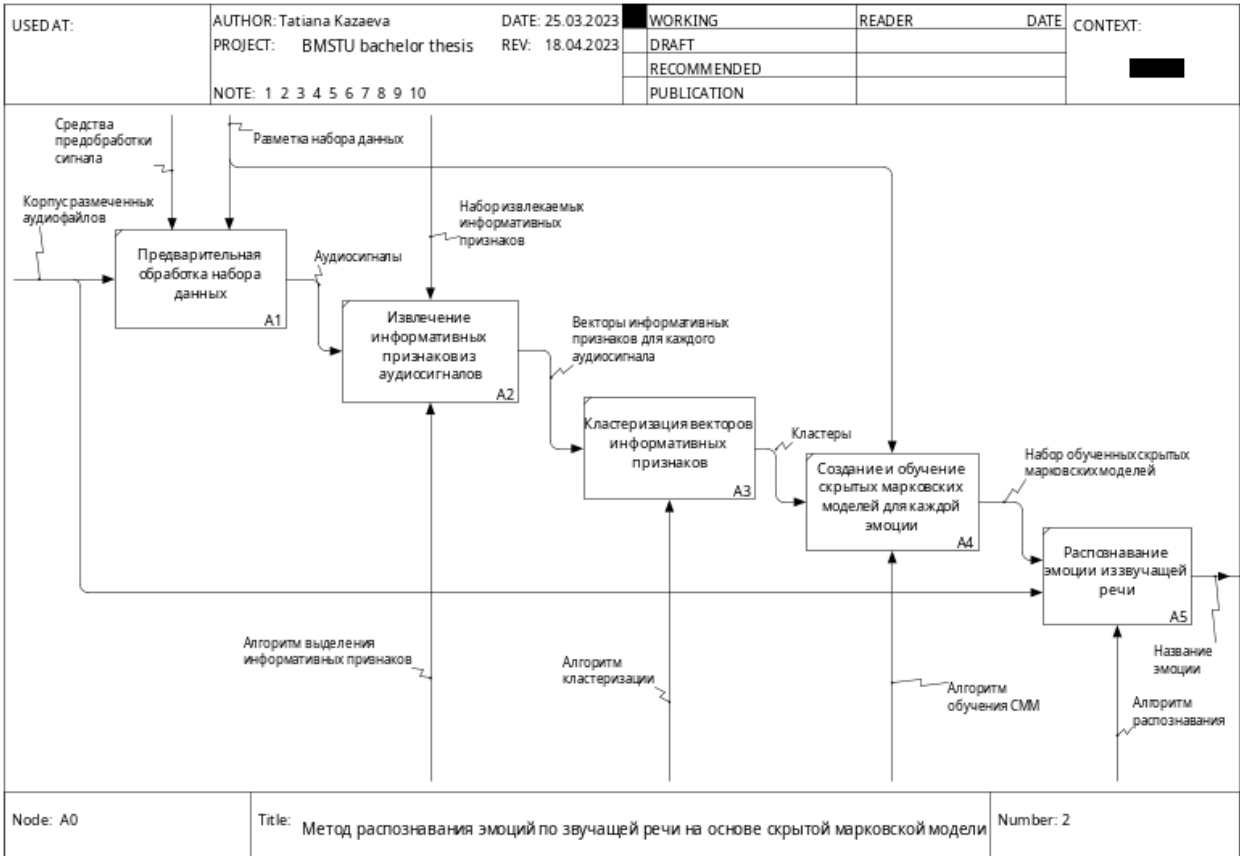 USED AT:
AUTHOR: Tatiana Kazaeva
DATE: 25.03.2023
PROJECT: BMSTU bachelor thesis
REV: 18.04.2023
NOTE: 1 2 3 4 5 6 7 8 9 10
WORKING
DRAFT
RECOMMENDED
PUBLICATION
READER
DATE
CONTEXT:
Средства
предобработки
сигнала
Разметка набора данных
Корпус размеченных
аудиофайлов
Набор извлекаемых
информативных
признаков
Предварительная
обработка набора
данных
A1
Аудиосигналы
Извлечение
информативных
признаков из
аудиосигналов
A2
Векторы информативных
признаков для каждого
аудиосигнала
Кластеризация векторов
информативных
признаков
A3
Кластеры
Создание и обучение
скрытых марковских
моделей для каждой
эмоции
A4
Набор обученных скрытых
марковских моделей
Распознавание
эмоции из звучащей
речи
A5
Алгоритм выделения
информативных признаков
Алгоритм
кластеризации
Алгоритм
обучения СММ
Название
эмоции
Алгоритм
распознавания
Node: A0
Title: Метод распознавания эмоций по звучащей речи на основе скрытой марковской модели
Number: 2